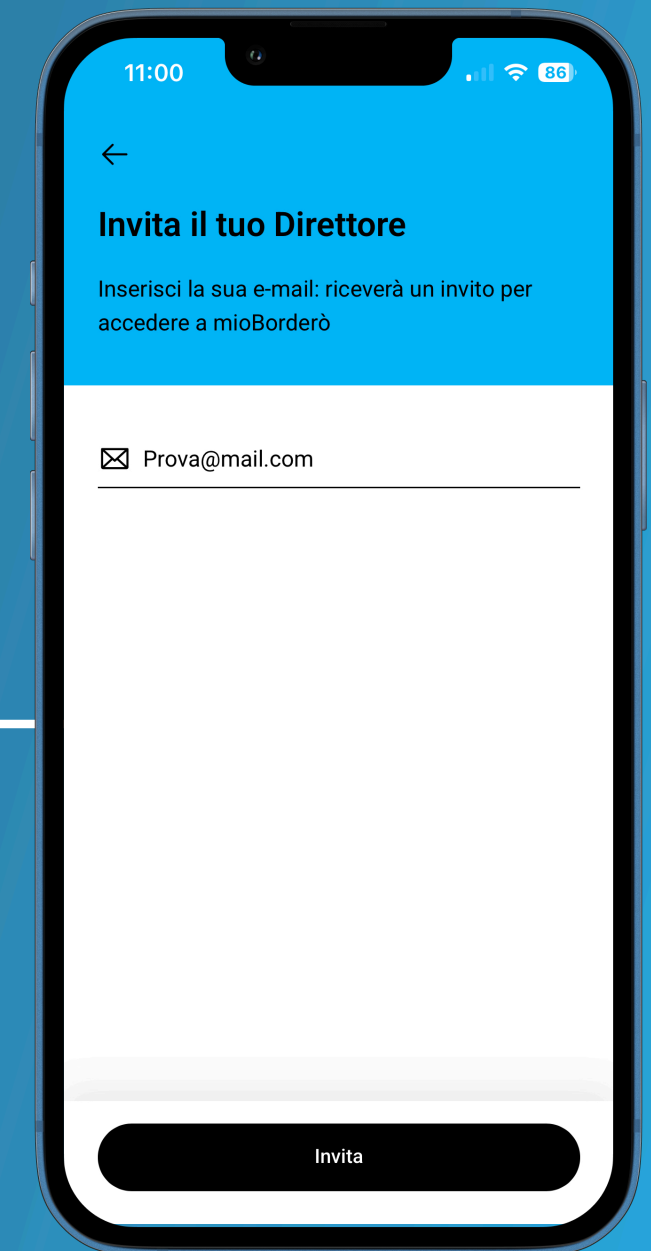 11:00
86
Invita il tuo Direttore
Inserisci la sua e-mail: riceverà un invito per
accedere a mioBorderò
Prova@mail.com
Invita